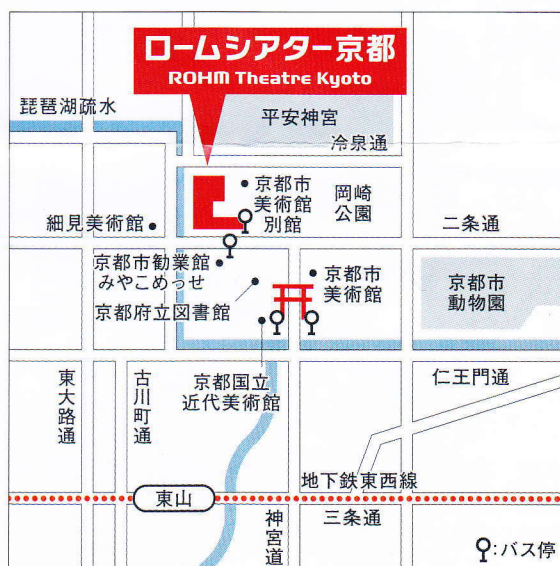 ロームシアター京都
ROHM Theatre Kyoto
琵琶湖疏水
平安神宮
冷泉通
京都市
美術館
別館
岡崎
公園
細見美術館
二条通
京都市勧業館
みやこめっせ
京都市
美術館
京都市
動物園
京都府立図書館
京都国立
近代美術館
仁王門通
東大路通
古川町通
地下鉄東西線
東山
三条通
神宮道
:バス停